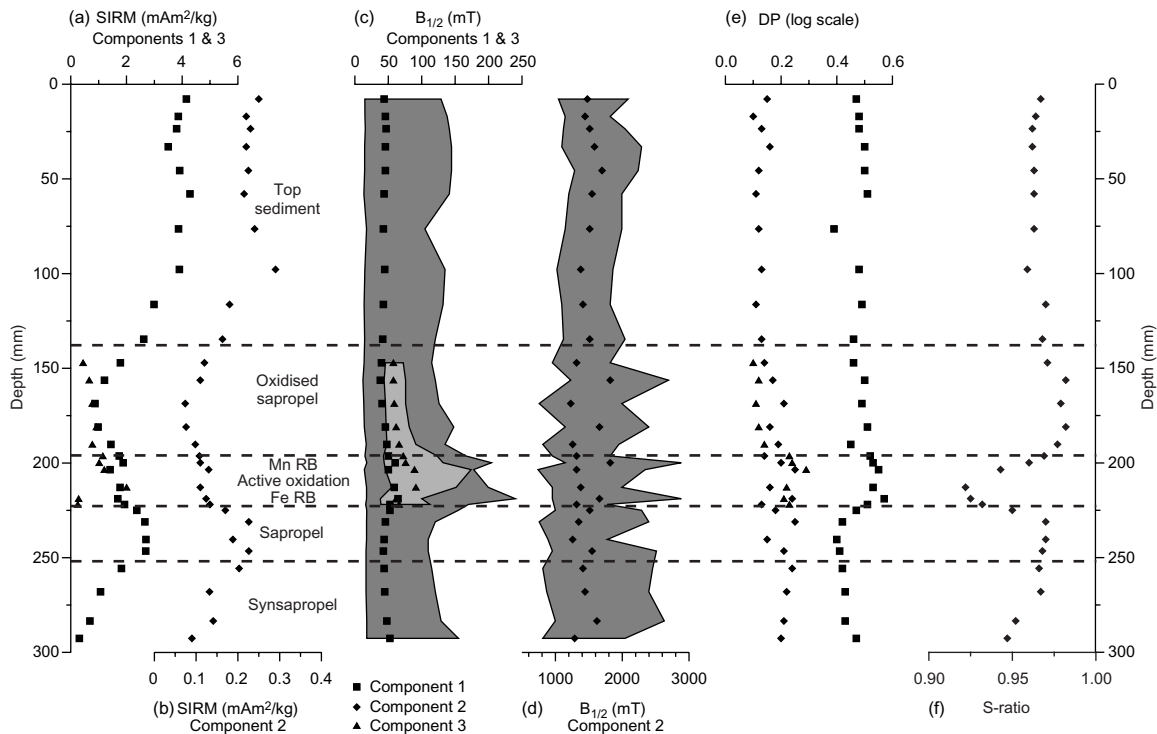 (a) SIRM (mAm²/kg)
Components 1 & 3
0 2 4 6
(c) B1/2 (mT)
Components 1 & 3
0 50 100 150 200 250
(e) DP (log scale)
0.0 0.3 0.6
Depth (mm)
0
50
100
150
200
250
300
Top
sediment
Oxidised
sapropel
Mn RB
Active oxidation
Fe RB
Sapropel
Synsapropel
0
50
100
150
200
250
300
Depth (mm)
0 0.1 0.2 0.3 0.4
(b) SIRM (mAm²/kg)
Component 2
Component 1
Component 2
Component 3
1000 2000 3000
(d) B1/2 (mT)
Component 2
0.90 0.95 1.00
(f) S-ratio